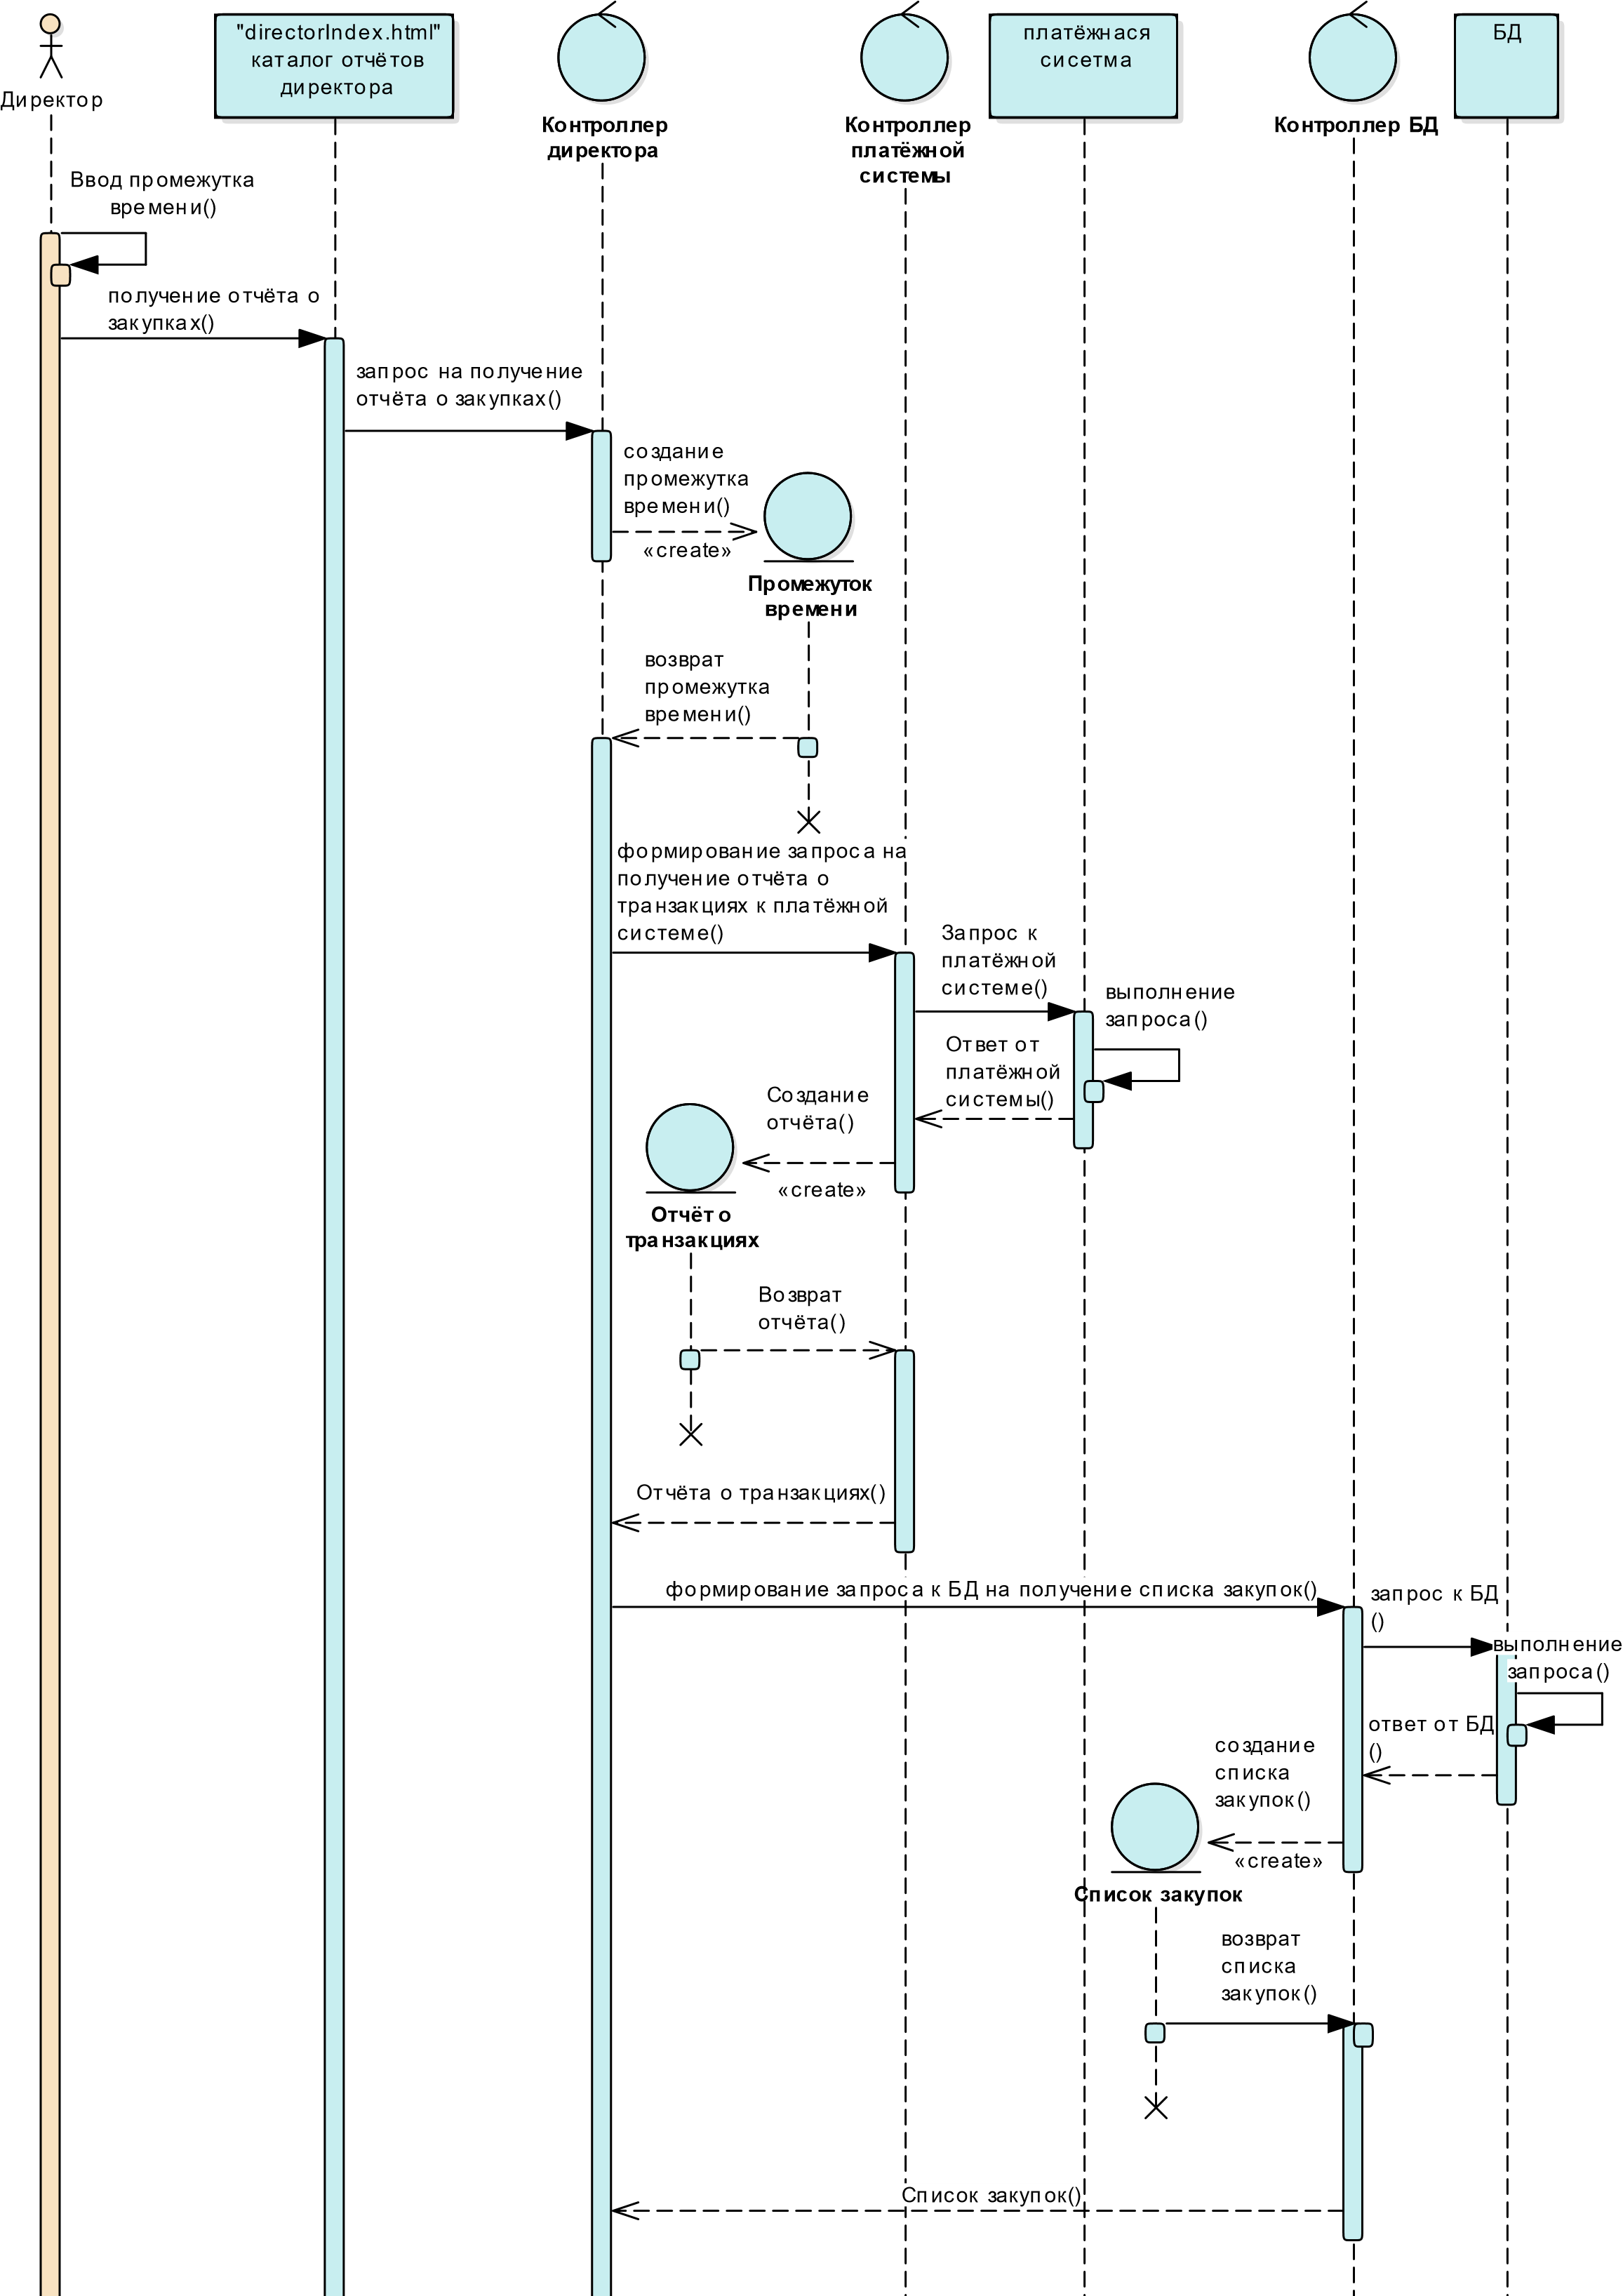 "directorIndex.html"
каталог отчётов
директора
платёжнася
сисетма
БД
Директор
Контроллер
директора
Контроллер
платёжной
системы
Контроллер БД
Ввод промежутка
времени()
получение отчёта о
закупках()
запрос на получение
отчёта о закупках()
создание
промежутка
времени()
«create»
Промежуток
времени
возврат
промежутка
времени()
формирование запроса на
получение отчёта о
транзакциях к платёжной
системе()
Запрос к
платёжной
системе()
выполнение
запроса()
Ответ от
платёжной
системы()
Создание
отчёта()
«create»
Отчёт о
транзакциях
Возврат
отчёта()
Отчёта о транзакциях()
формирование запроса к БД на получение списка закупок()
запрос к БД
()
выполнение
запроса()
ответ от БД
()
создание
списка
закупок()
«create»
Список закупок
возврат
списка
закупок()
Список закупок()